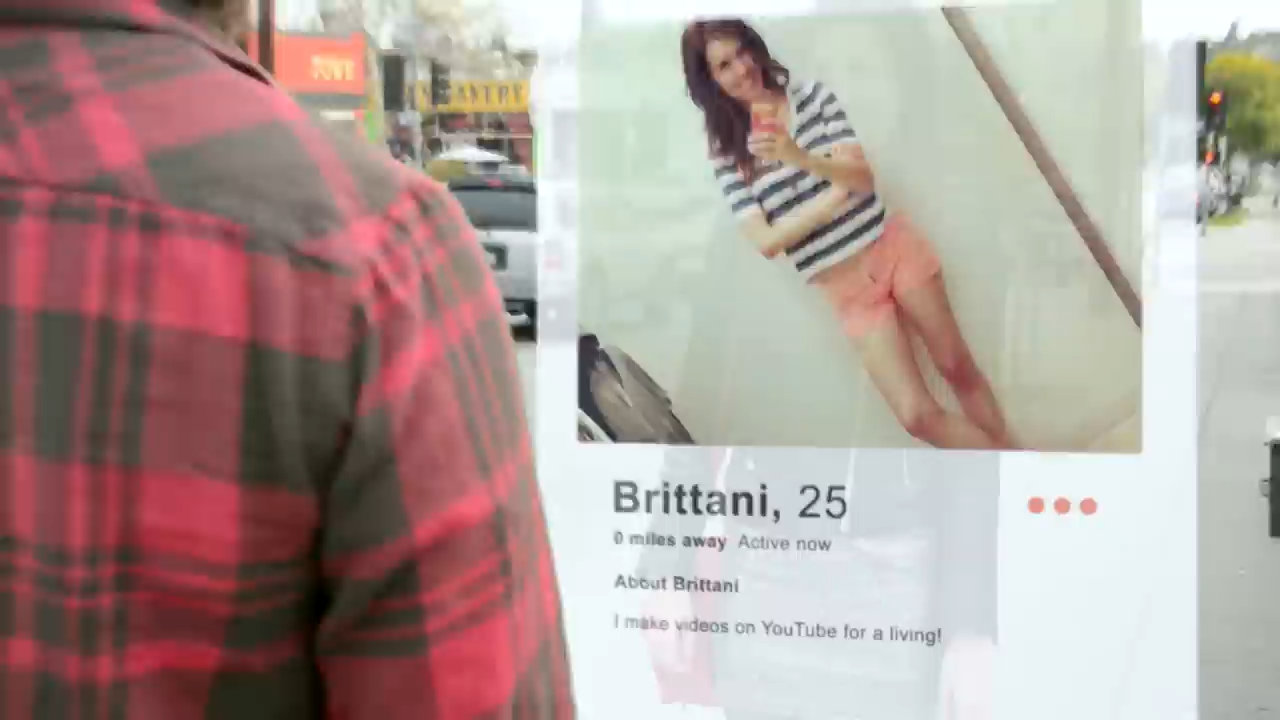 Brittani, 25
0 miles away Active now
About Brittani
I make videos on YouTube for a living!